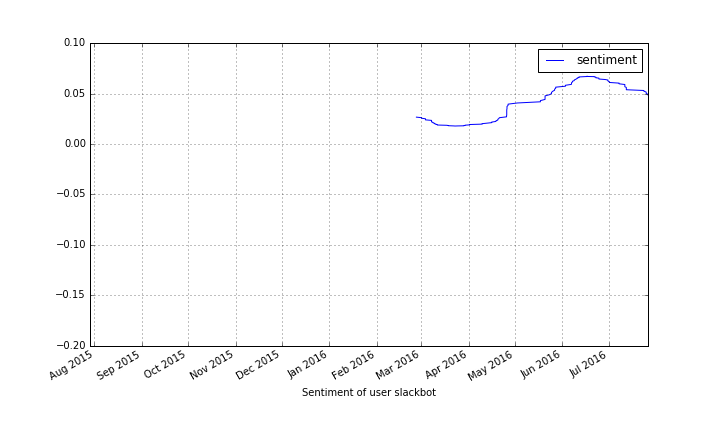 0.10
sentiment
0.05
0.00
−0.05
−0.10
−0.15
−0.20
Aug 2015
Sep 2015
Oct 2015
Nov 2015
Dec 2015
Jan 2016
Feb 2016
Mar 2016
Apr 2016
May 2016
Jun 2016
Jul 2016
Sentiment of user slackbot